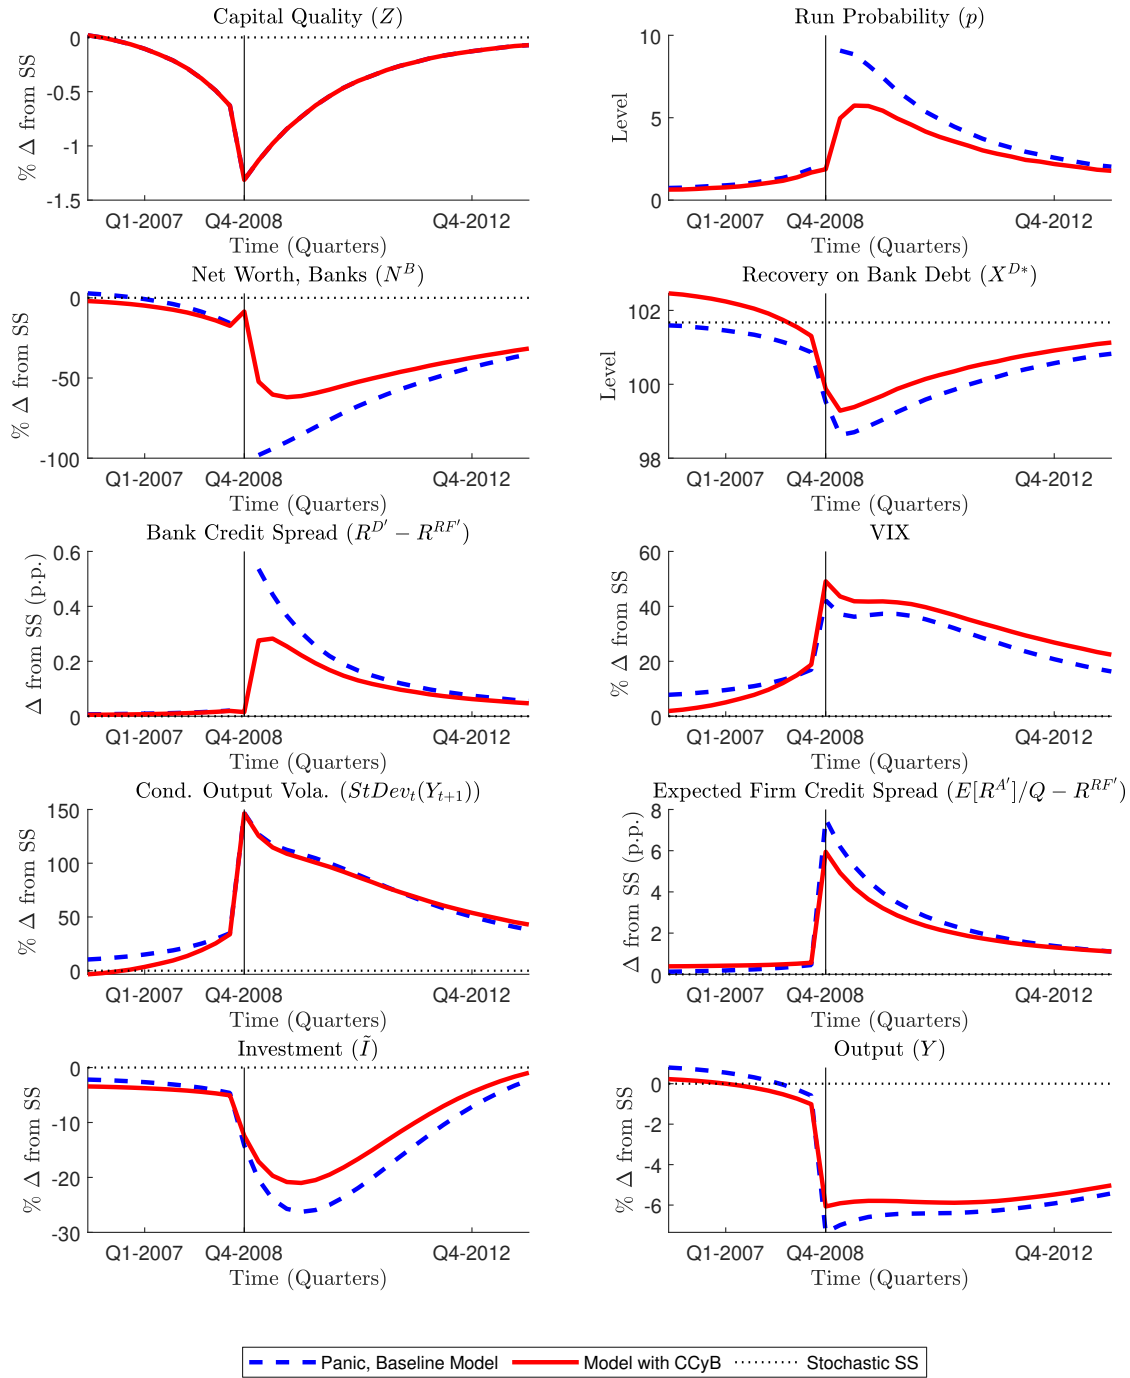 Capital Quality (Z)
% Δ from SS
0
-0.5
-1
-1.5
Q1-2007 Q4-2008 Q4-2012
Time (Quarters)
Run Probability (p)
Level
10
5
0
Q1-2007 Q4-2008 Q4-2012
Time (Quarters)
Net Worth, Banks (N^B)
% Δ from SS
0
-50
-100
Q1-2007 Q4-2008 Q4-2012
Time (Quarters)
Recovery on Bank Debt (X^{D*})
Level
102
100
98
Q1-2007 Q4-2008 Q4-2012
Time (Quarters)
Bank Credit Spread (R^{D'} − R^{RF'})
Δ from SS (p.p.)
0.6
0.4
0.2
0
Q1-2007 Q4-2008 Q4-2012
Time (Quarters)
VIX
% Δ from SS
60
40
20
0
Q1-2007 Q4-2008 Q4-2012
Time (Quarters)
Cond. Output Vola. (StDev_t(Y_{t+1}))
% Δ from SS
150
100
50
0
Q1-2007 Q4-2008 Q4-2012
Time (Quarters)
Expected Firm Credit Spread (E[R^{A'}]/Q − R^{RF'})
Δ from SS (p.p.)
8
6
4
2
0
Q1-2007 Q4-2008 Q4-2012
Time (Quarters)
Investment (Ĩ)
% Δ from SS
0
-10
-20
-30
Q1-2007 Q4-2008 Q4-2012
Time (Quarters)
Output (Y)
% Δ from SS
0
-2
-4
-6
Q1-2007 Q4-2008 Q4-2012
Time (Quarters)
Panic, Baseline Model Model with CCyB Stochastic SS